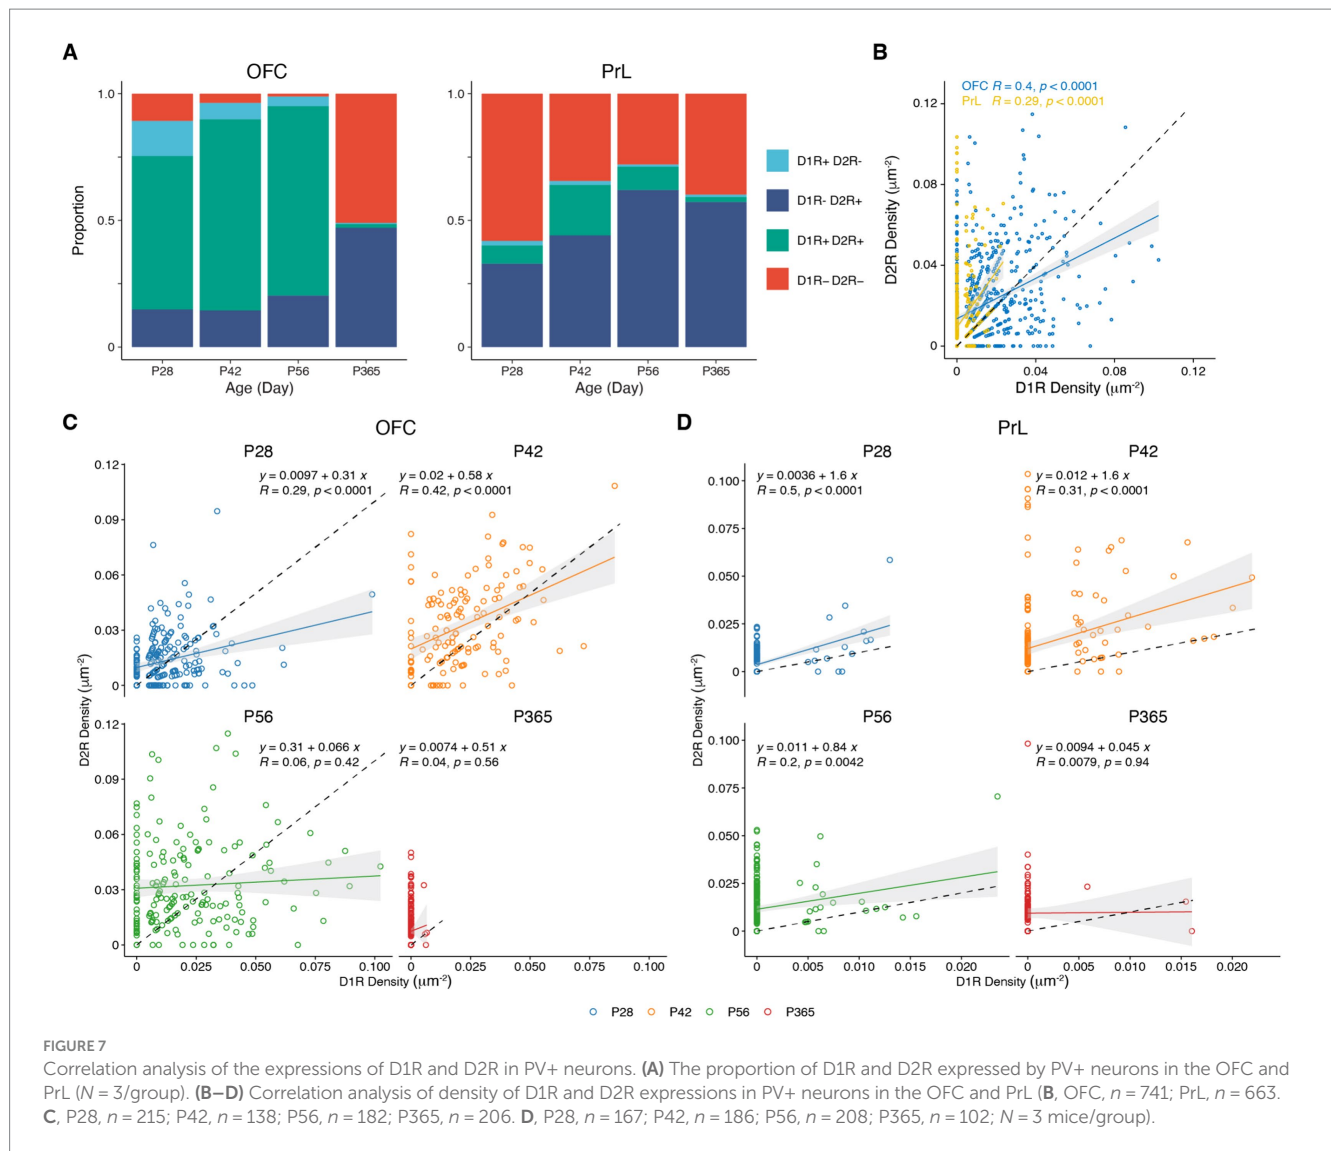 A
OFC
PrL
Proportion
1.0
0.5
0
P28
P42
P56
P365
Age (Day)
1.0
0.5
0
P28
P42
P56
P365
Age (Day)
D1R+ D2R-
D1R- D2R+
D1R+ D2R+
D1R− D2R−
B
OFC R = 0.4, p < 0.0001
PrL R = 0.29, p < 0.0001
D2R Density (μm-2)
0.12
0.08
0.04
0
0
0.04
0.08
0.12
D1R Density (μm-2)
C
OFC
P28
P42
0.12
0.09
0.06
0.03
0
y = 0.0097 + 0.31 x
R = 0.29, p < 0.0001
y = 0.02 + 0.58 x
R = 0.42, p < 0.0001
D2R Density (μm-2)
P56
P365
0.12
0.09
0.06
0.03
0
y = 0.31 + 0.066 x
R = 0.06, p = 0.42
y = 0.0074 + 0.51 x
R = 0.04, p = 0.56
0
0.025
0.050
0.075
0.100
0
0.025
0.050
0.075
0.100
D1R Density (μm-2)
D
PrL
P28
P42
0.100
0.075
0.050
0.025
0
y = 0.0036 + 1.6 x
R = 0.5, p < 0.0001
y = 0.012 + 1.6 x
R = 0.31, p < 0.0001
D2R Density (μm-2)
P56
P365
0.100
0.075
0.050
0.025
0
y = 0.011 + 0.84 x
R = 0.2, p = 0.0042
y = 0.0094 + 0.045 x
R = 0.0079, p = 0.94
0
0.005
0.010
0.015
0.020
0
0.005
0.010
0.015
0.020
D1R Density (μm-2)
P28
P42
P56
P365
FIGURE 7
Correlation analysis of the expressions of D1R and D2R in PV+ neurons. (A) The proportion of D1R and D2R expressed by PV+ neurons in the OFC and
PrL (N = 3/group). (B–D) Correlation analysis of density of D1R and D2R expressions in PV+ neurons in the OFC and PrL (B, OFC, n = 741; PrL, n = 663.
C, P28, n = 215; P42, n = 138; P56, n = 182; P365, n = 206. D, P28, n = 167; P42, n = 186; P56, n = 208; P365, n = 102; N = 3 mice/group).